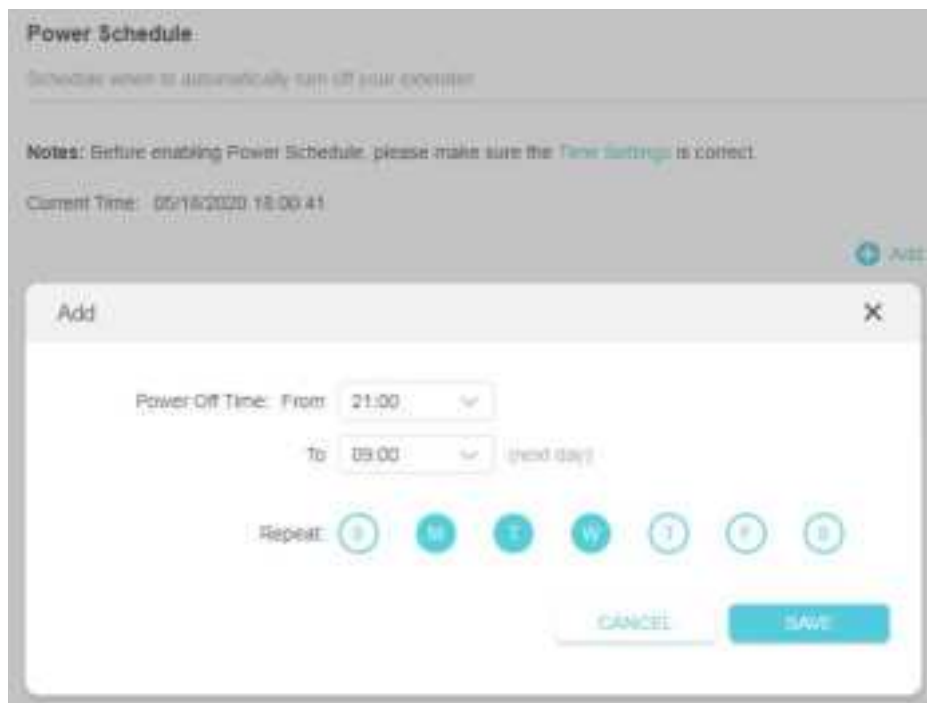 Power Schedule
Schedule when to automatically turn off your extender.
Notes: Before enabling Power Schedule, please make sure the Time Settings is correct.
Current Time: 05/18/2020 18:00:41
Add
Add
Power Off Time: From 21:00
To 09:00 (next day)
Repeat: S M T W T F S
CANCEL SAVE